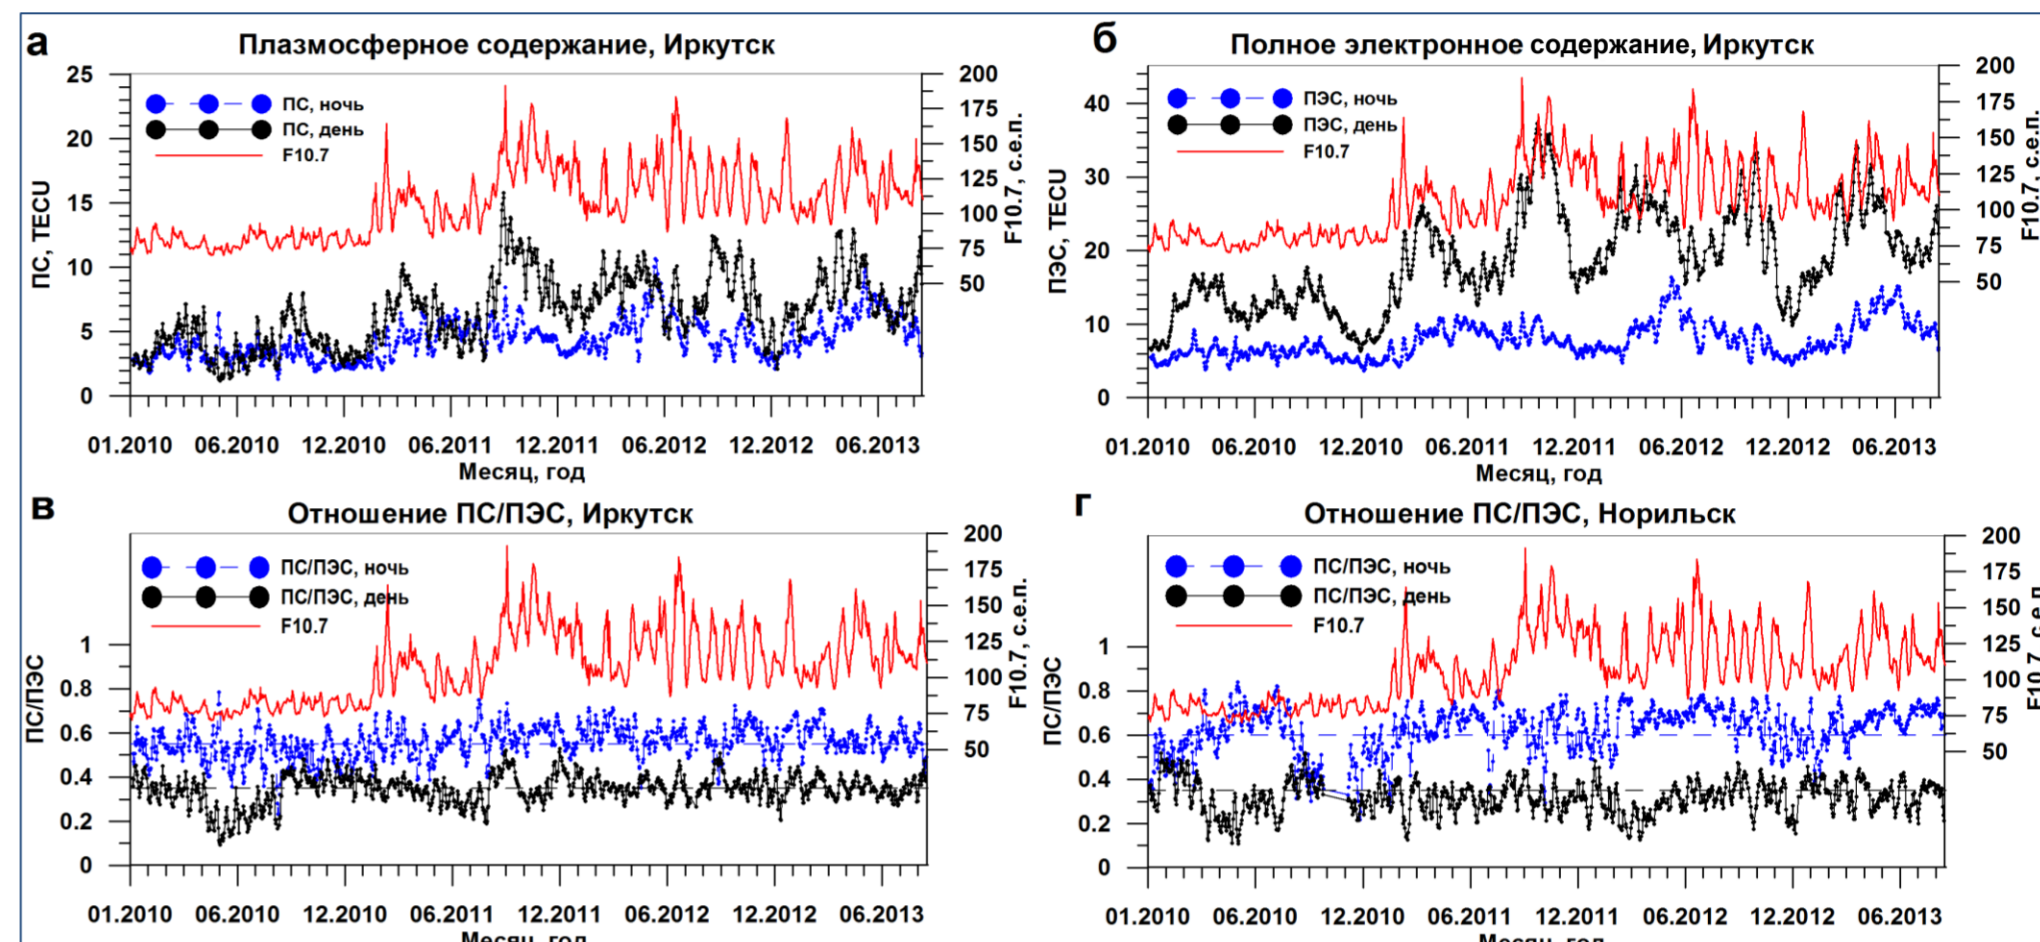 а
Плазмосферное содержание, Иркутск
ПС, ночь
ПС, день
F10.7
25
20
15
10
5
0
ПС, TECU
200
175
150
125
100
75
50
F10.7, с.е.п.
01.2010 06.2010 12.2010 06.2011 12.2011 06.2012 12.2012 06.2013
Месяц, год
б
Полное электронное содержание, Иркутск
ПЭС, ночь
ПЭС, день
F10.7
40
30
20
10
0
ПЭС, TECU
200
175
150
125
100
75
50
F10.7, с.е.п.
01.2010 06.2010 12.2010 06.2011 12.2011 06.2012 12.2012 06.2013
Месяц, год
в
Отношение ПС/ПЭС, Иркутск
ПС/ПЭС, ночь
ПС/ПЭС, день
F10.7
1
0.8
0.6
0.4
0.2
0
ПС/ПЭС
200
175
150
125
100
75
50
F10.7, с.е.п.
01.2010 06.2010 12.2010 06.2011 12.2011 06.2012 12.2012 06.2013
Месяц, год
г
Отношение ПС/ПЭС, Норильск
ПС/ПЭС, ночь
ПС/ПЭС, день
F10.7
1
0.8
0.6
0.4
0.2
0
ПС/ПЭС
200
175
150
125
100
75
50
F10.7, с.е.п.
01.2010 06.2010 12.2010 06.2011 12.2011 06.2012 12.2012 06.2013
Месяц, год